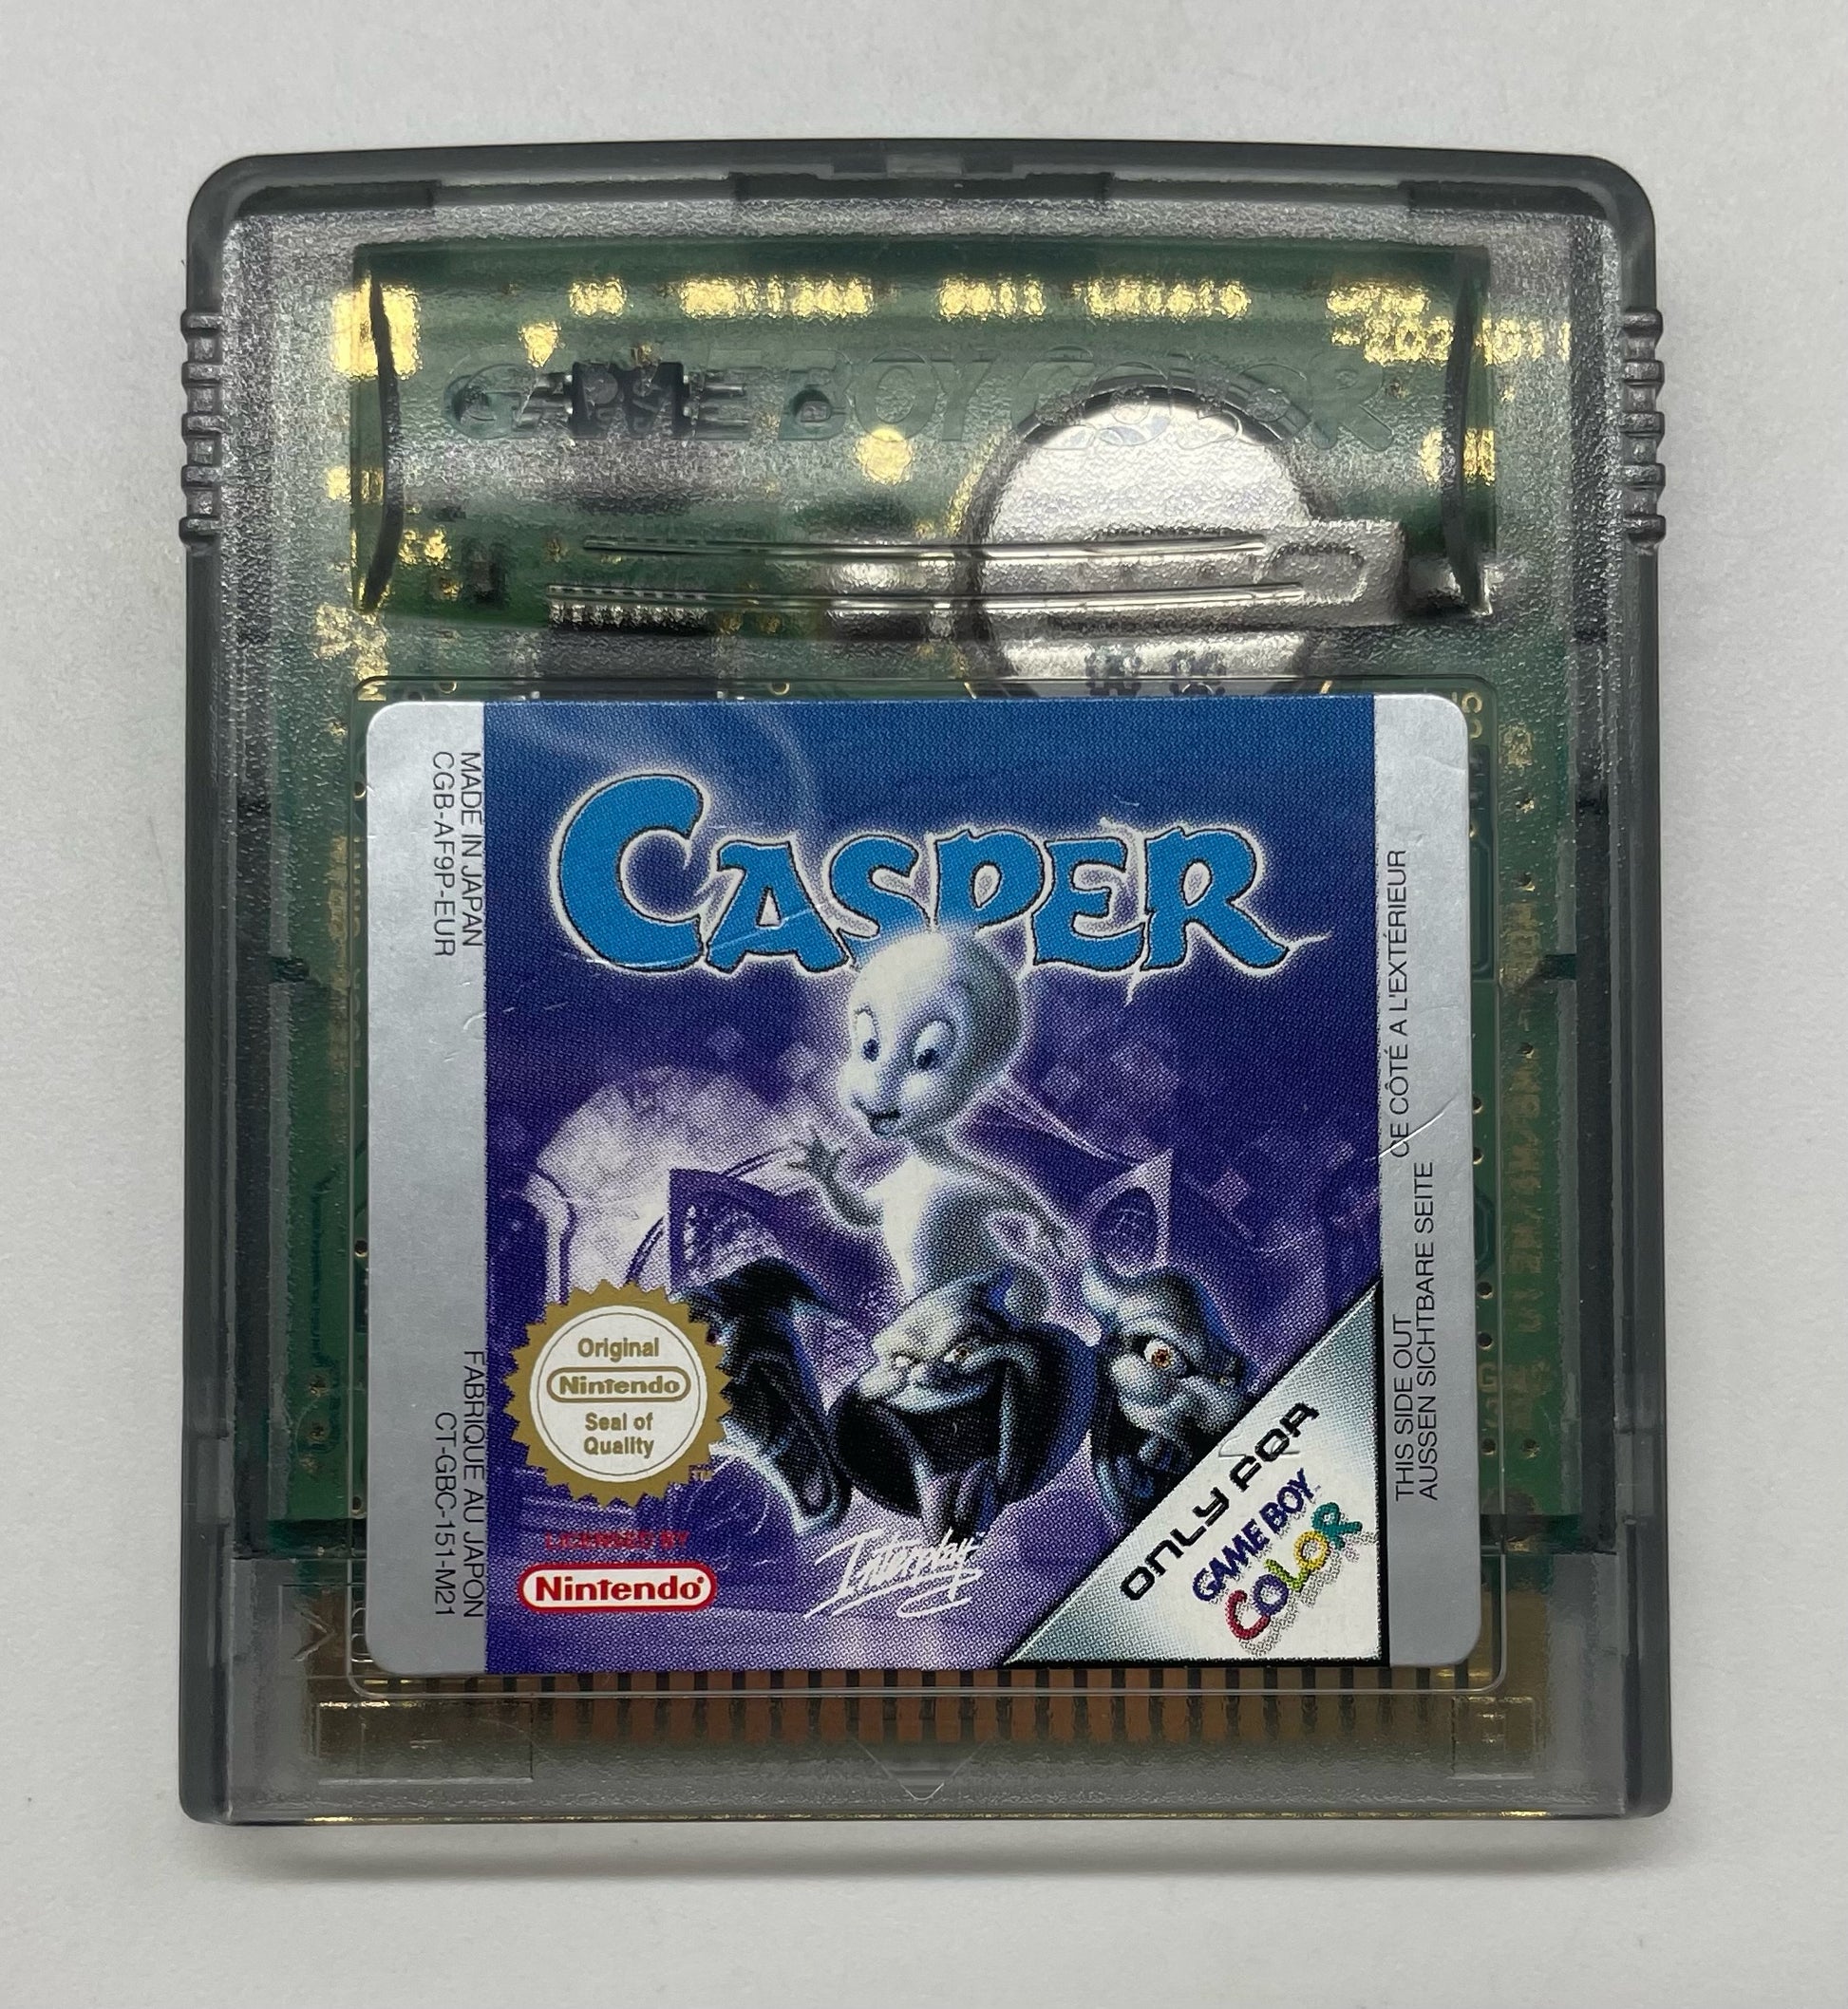 GAME BOY COLOR
MADE IN JAPAN
CGB-AF9P-EUR
FABRIQUE AU JAPON
CT-GBC-151-M21
CASPER
Original
Nintendo
Seal of
Quality
TM
LICENSED BY
Nintendo®
Interplay
ONLY FOR
GAME BOY
COLOR
CE CÔTÉ A L'EXTÉRIEUR
THIS SIDE OUT
AUSSEN SICHTBARE SEITE